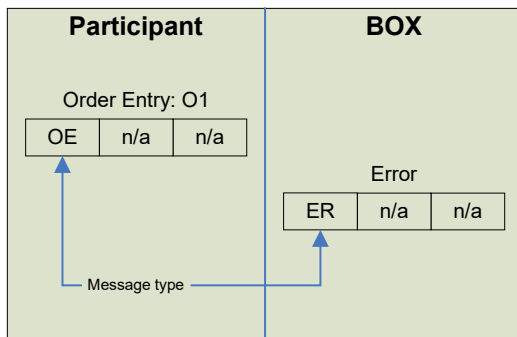 Participant
BOX
Order Entry: O1
OE n/a n/a
Error
ER n/a n/a
Message type